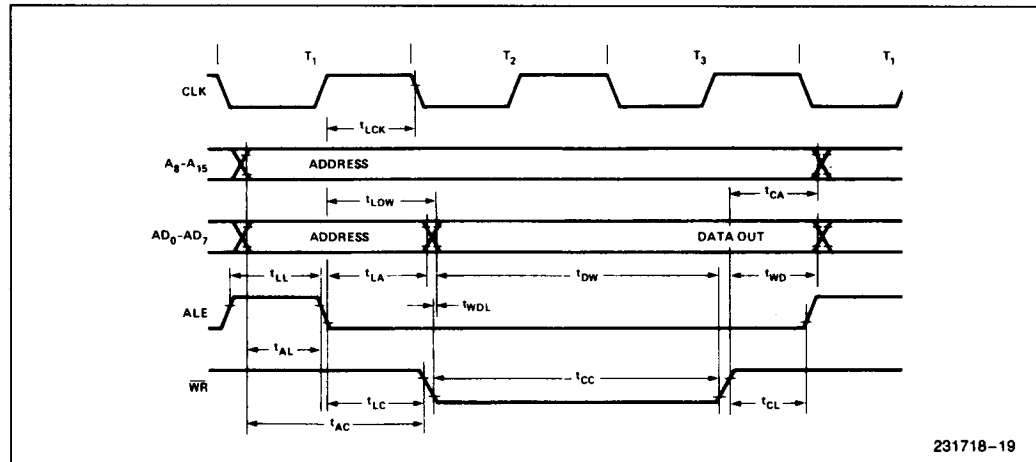 T1 T2 T3 T1
CLK
tLCK
A8-A15 ADDRESS
tLDW tCA
AD0-AD7 ADDRESS DATA OUT
tLL tLA tDW tWD
tWDL
ALE
tAL
tCC
WR
tLC tCL
tAC
231718-19